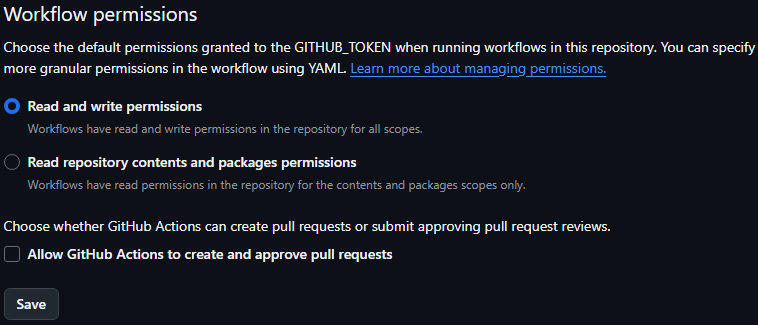 Workflow permissions
Choose the default permissions granted to the GITHUB_TOKEN when running workflows in this repository. You can specify
more granular permissions in the workflow using YAML. Learn more about managing permissions.
Read and write permissions
Workflows have read and write permissions in the repository for all scopes.
Read repository contents and packages permissions
Workflows have read permissions in the repository for the contents and packages scopes only.
Choose whether GitHub Actions can create pull requests or submit approving pull request reviews.
Allow GitHub Actions to create and approve pull requests
Save